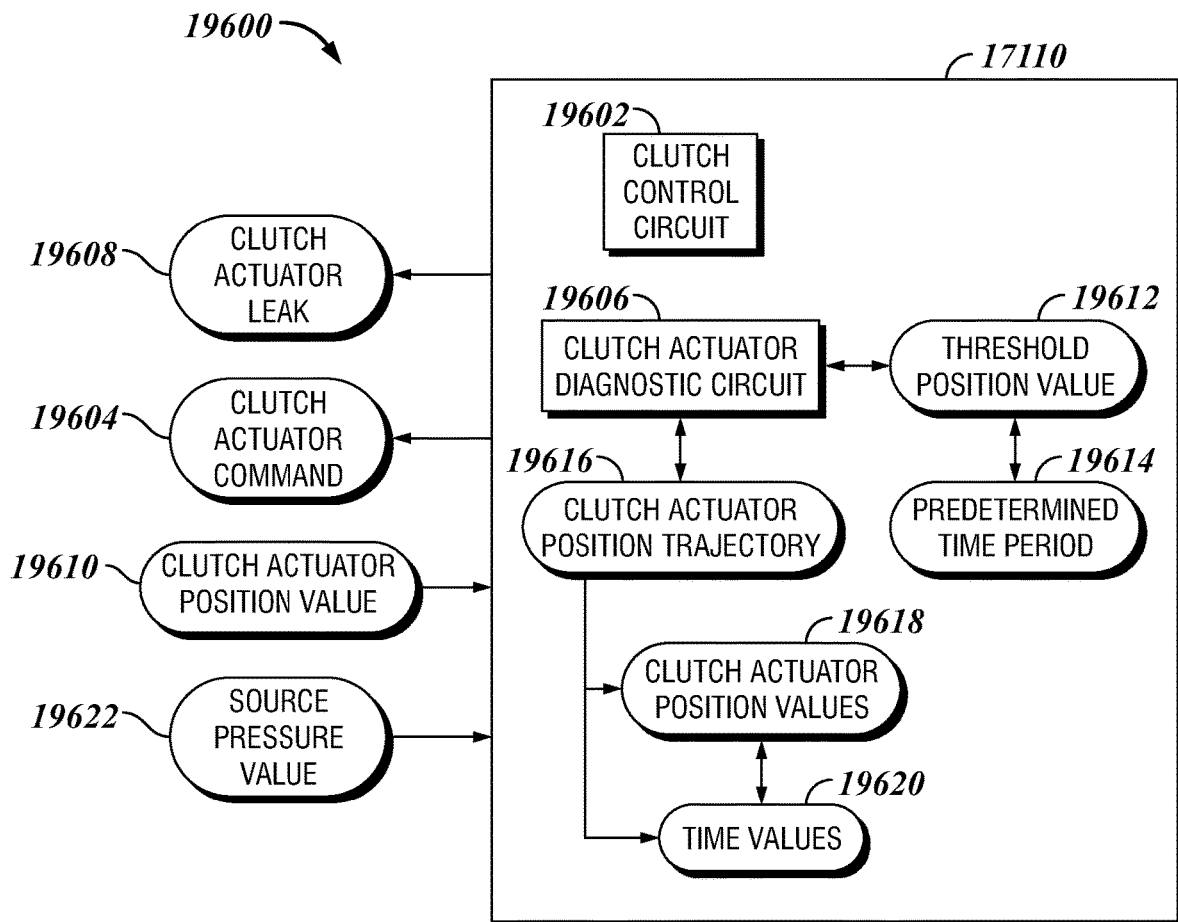 19600
17110
19602
CLUTCH
CONTROL
CIRCUIT
19608
CLUTCH
ACTUATOR
LEAK
19606
CLUTCH ACTUATOR
DIAGNOSTIC CIRCUIT
19612
THRESHOLD
POSITION VALUE
19604
CLUTCH
ACTUATOR
COMMAND
19616
CLUTCH ACTUATOR
POSITION TRAJECTORY
19614
PREDETERMINED
TIME PERIOD
19610
CLUTCH ACTUATOR
POSITION VALUE
19618
CLUTCH ACTUATOR
POSITION VALUES
19622
SOURCE
PRESSURE
VALUE
19620
TIME VALUES